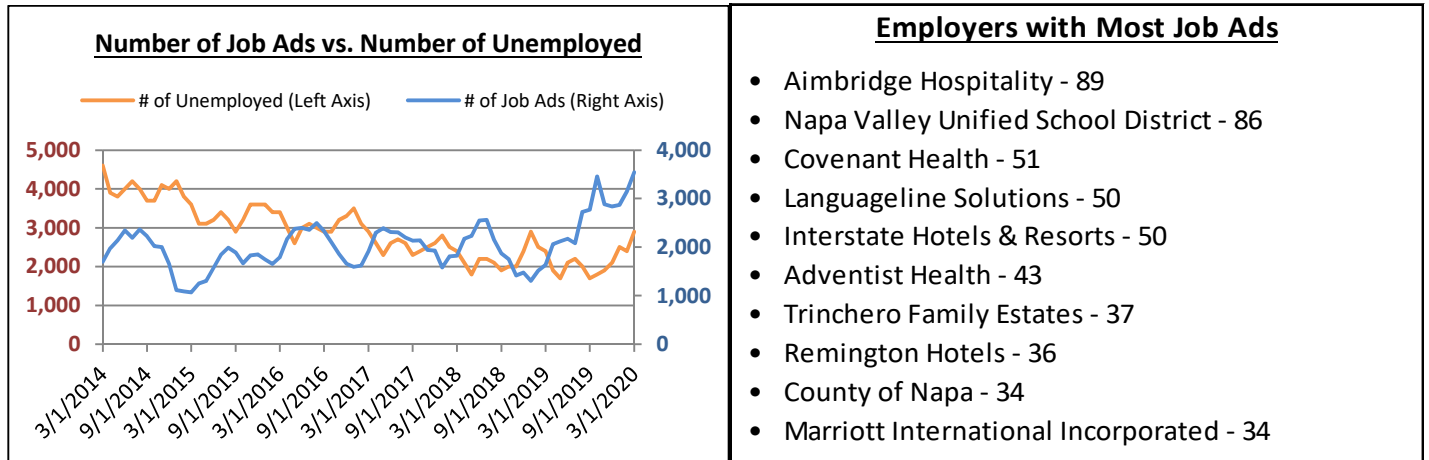 Number of Job Ads vs. Number of Unemployed
# of Unemployed (Left Axis)
# of Job Ads (Right Axis)
5,000
4,000
3,000
2,000
1,000
0
4,000
3,000
2,000
1,000
0
3/1/2014
9/1/2014
3/1/2015
9/1/2015
3/1/2016
9/1/2016
3/1/2017
9/1/2017
3/1/2018
9/1/2018
3/1/2019
9/1/2019
3/1/2020
Employers with Most Job Ads
• Aimbridge Hospitality - 89
• Napa Valley Unified School District - 86
• Covenant Health - 51
• Languageline Solutions - 50
• Interstate Hotels & Resorts - 50
• Adventist Health - 43
• Trinchero Family Estates - 37
• Remington Hotels - 36
• County of Napa - 34
• Marriott International Incorporated - 34